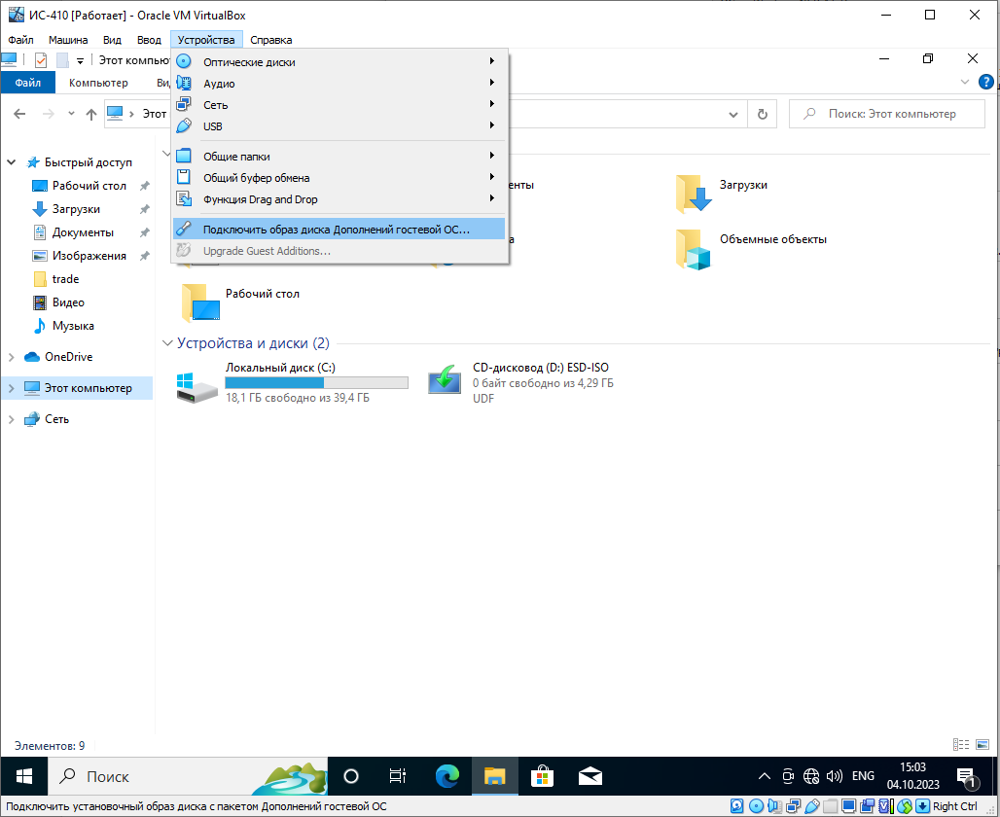 ИС-410 [Работает] - Oracle VM VirtualBox
Файл Машина Вид Ввод Устройства Справка
Этот компью
Файл Компьютер Ви
Этот
Поиск: Этот компьютер
Оптические диски
Аудио
Сеть
USB
Общие папки
Общий буфер обмена
Функция Drag and Drop
Подключить образ диска Дополнений гостевой ОС...
Upgrade Guest Additions...
Быстрый доступ
Рабочий стол
Загрузки
Документы
Изображения
trade
Видео
Музыка
OneDrive
Этот компьютер
Сеть
енты
Загрузки
а
Объемные объекты
Рабочий стол
Устройства и диски (2)
Локальный диск (C:)
18,1 ГБ свободно из 39,4 ГБ
CD-дисковод (D:) ESD-ISO
0 байт свободно из 4,29 ГБ
UDF
Элементов: 9
Поиск
ENG
15:03
04.10.2023
1
Подключить установочный образ диска с пакетом Дополнений гостевой ОС
Right Ctrl